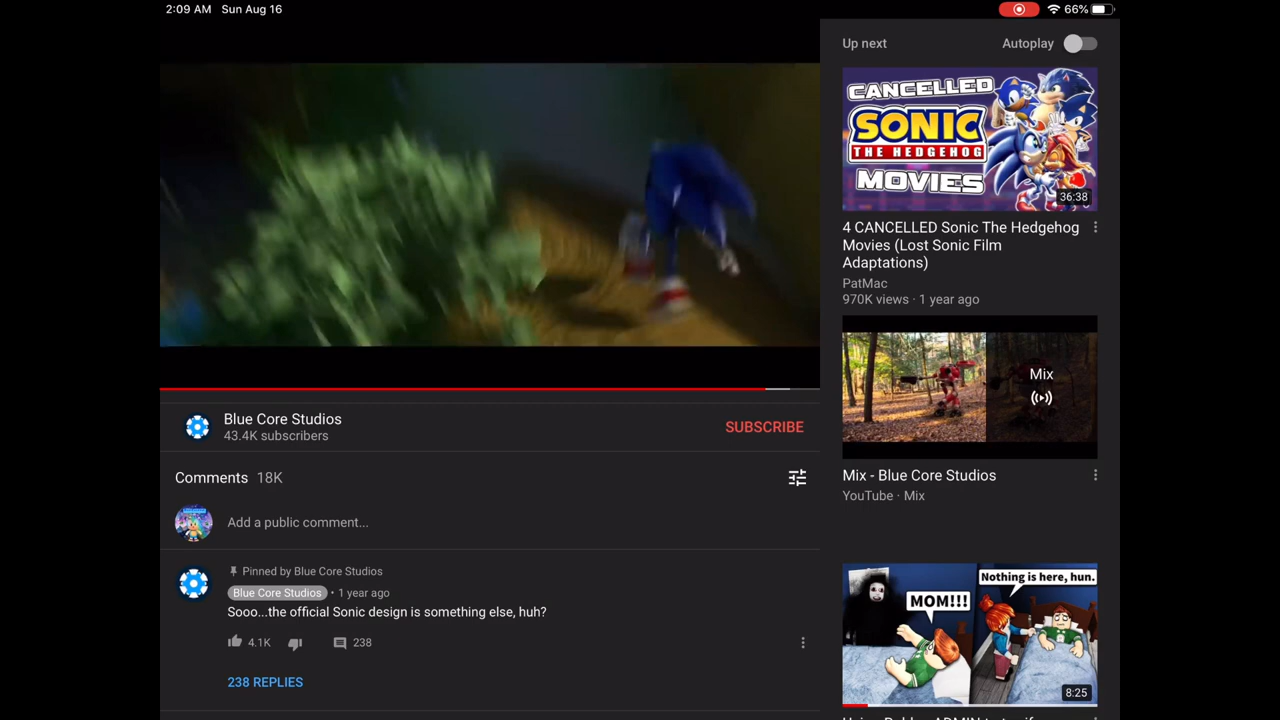 2:09 AM Sun Aug 16
66%
Blue Core Studios
43.4K subscribers
SUBSCRIBE
Comments 18K
Add a public comment...
Pinned by Blue Core Studios
Blue Core Studios • 1 year ago
Sooo...the official Sonic design is something else, huh?
4.1K
238
238 REPLIES
Up next
Autoplay
CANCELLED
SONIC
THE HEDGEHOG
MOVIES
36:38
4 CANCELLED Sonic The Hedgehog
Movies (Lost Sonic Film
Adaptations)
PatMac
970K views · 1 year ago
Mix
Mix - Blue Core Studios
YouTube · Mix
Nothing is here, hun.
MOM!!!
8:25